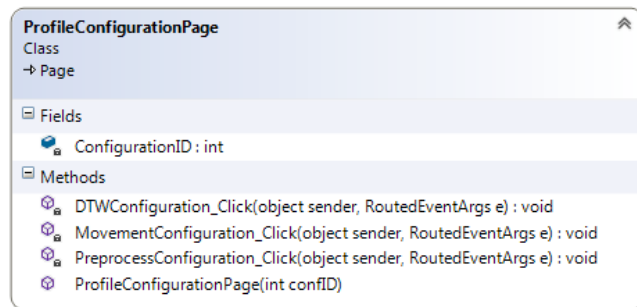 ProfileConfigurationPage
Class
Page
Fields
ConfigurationID : int
Methods
DTWConfiguration_Click(object sender, RoutedEventArgs e) : void
MovementConfiguration_Click(object sender, RoutedEventArgs e) : void
PreprocessConfiguration_Click(object sender, RoutedEventArgs e) : void
ProfileConfigurationPage(int confID)